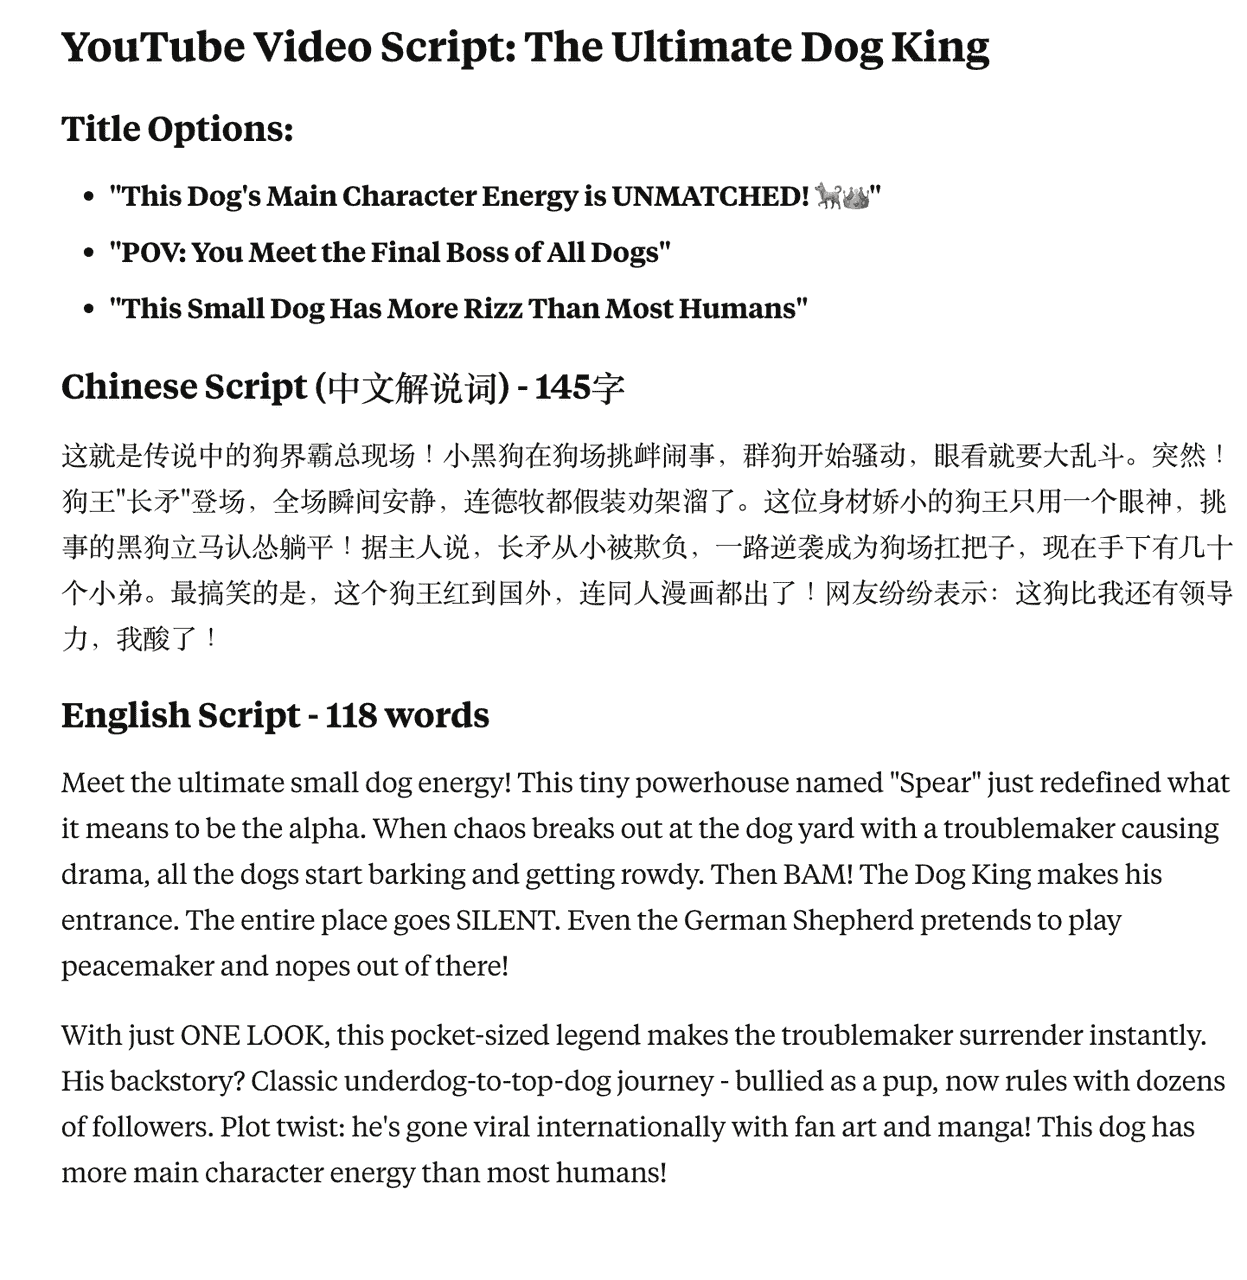 YouTube Video Script: The Ultimate Dog King
Title Options:
• "This Dog's Main Character Energy is UNMATCHED! 🐕👑"
• "POV: You Meet the Final Boss of All Dogs"
• "This Small Dog Has More Rizz Than Most Humans"
Chinese Script (中文解说词) - 145字
这就是传说中的狗界霸总现场！小黑狗在狗场挑衅闹事，群狗开始骚动，眼看就要大乱斗。突然！
狗王"长矛"登场，全场瞬间安静，连德牧都假装劝架溜了。这位身材娇小的狗王只用一个眼神，挑
事的黑狗立马认怂躺平！据主人说，长矛从小被欺负，一路逆袭成为狗场扛把子，现在手下有几十
个小弟。最搞笑的是，这个狗王红到国外，连同人漫画都出了！网友纷纷表示：这狗比我还有领导
力，我酸了！
English Script - 118 words
Meet the ultimate small dog energy! This tiny powerhouse named "Spear" just redefined what
it means to be the alpha. When chaos breaks out at the dog yard with a troublemaker causing
drama, all the dogs start barking and getting rowdy. Then BAM! The Dog King makes his
entrance. The entire place goes SILENT. Even the German Shepherd pretends to play
peacemaker and nopes out of there!
With just ONE LOOK, this pocket-sized legend makes the troublemaker surrender instantly.
His backstory? Classic underdog-to-top-dog journey - bullied as a pup, now rules with dozens
of followers. Plot twist: he's gone viral internationally with fan art and manga! This dog has
more main character energy than most humans!